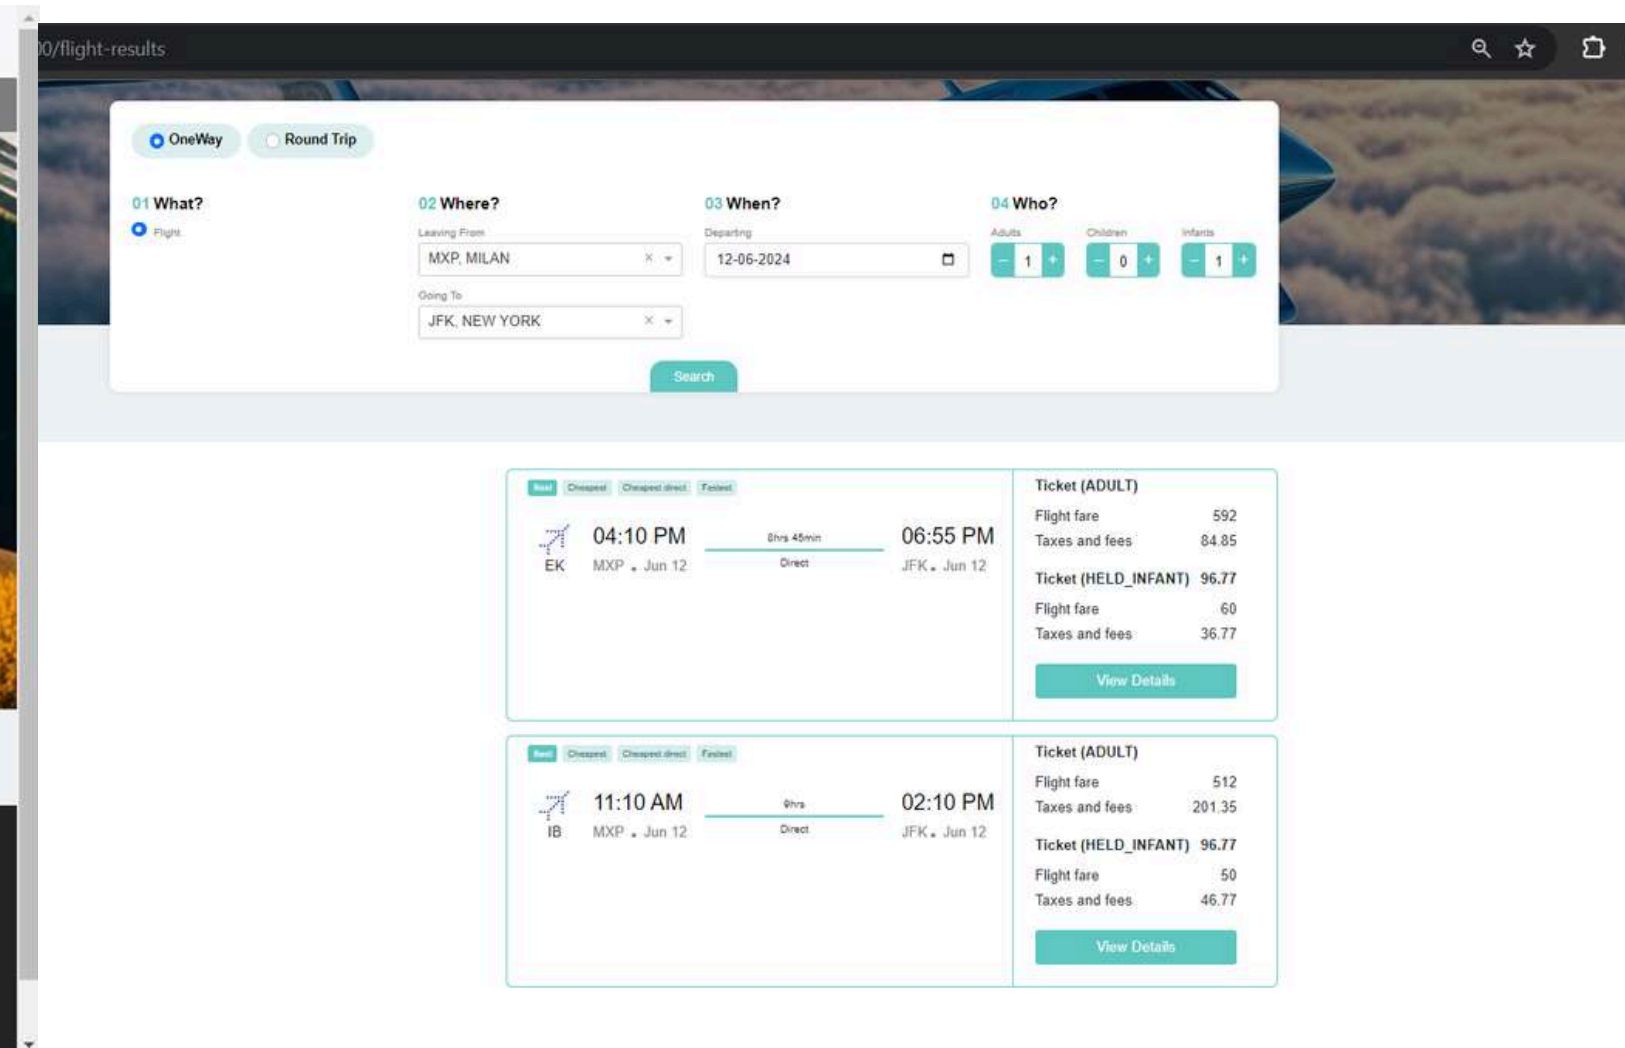 00/flight-results
OneWay Round Trip
01 What? 02 Where? 03 When? 04 Who?
Flight Leaving From Departing Adults Children Infants
MXP, MILAN 12-06-2024 - 1 + - 0 + - 1 +
Going To
JFK, NEW YORK
Search
Best Cheapest Cheapest direct Fastest
04:10 PM 8hrs 45min 06:55 PM
EK MXP . Jun 12 Direct JFK . Jun 12
Ticket (ADULT)
Flight fare 592
Taxes and fees 84.85
Ticket (HELD_INFANT) 96.77
Flight fare 60
Taxes and fees 36.77
View Details
Best Cheapest Cheapest direct Fastest
11:10 AM 9hrs 02:10 PM
IB MXP . Jun 12 Direct JFK . Jun 12
Ticket (ADULT)
Flight fare 512
Taxes and fees 201.35
Ticket (HELD_INFANT) 96.77
Flight fare 50
Taxes and fees 46.77
View Details